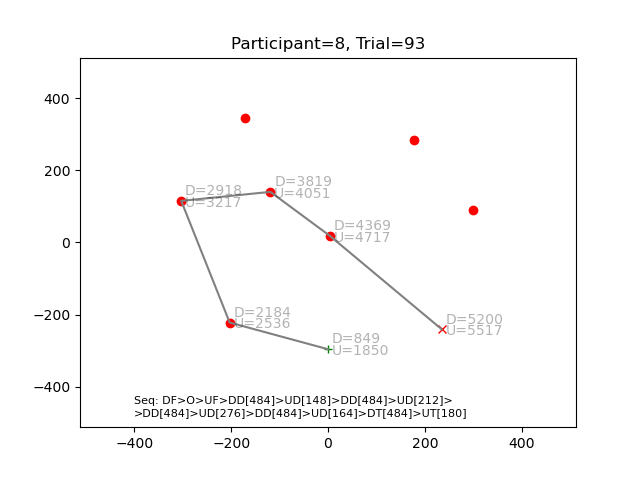 Participant=8, Trial=93
400
200
0
−200
−400
−400
−200
0
200
400
D=2918
U=3217
D=3819
U=4051
D=4369
U=4717
D=2184
U=2536
D=849
U=1850
D=5200
U=5517
Seq: DF>O>UF>DD[484]>UD[148]>DD[484]>UD[212]>
>DD[484]>UD[276]>DD[484]>UD[164]>DT[484]>UT[180]